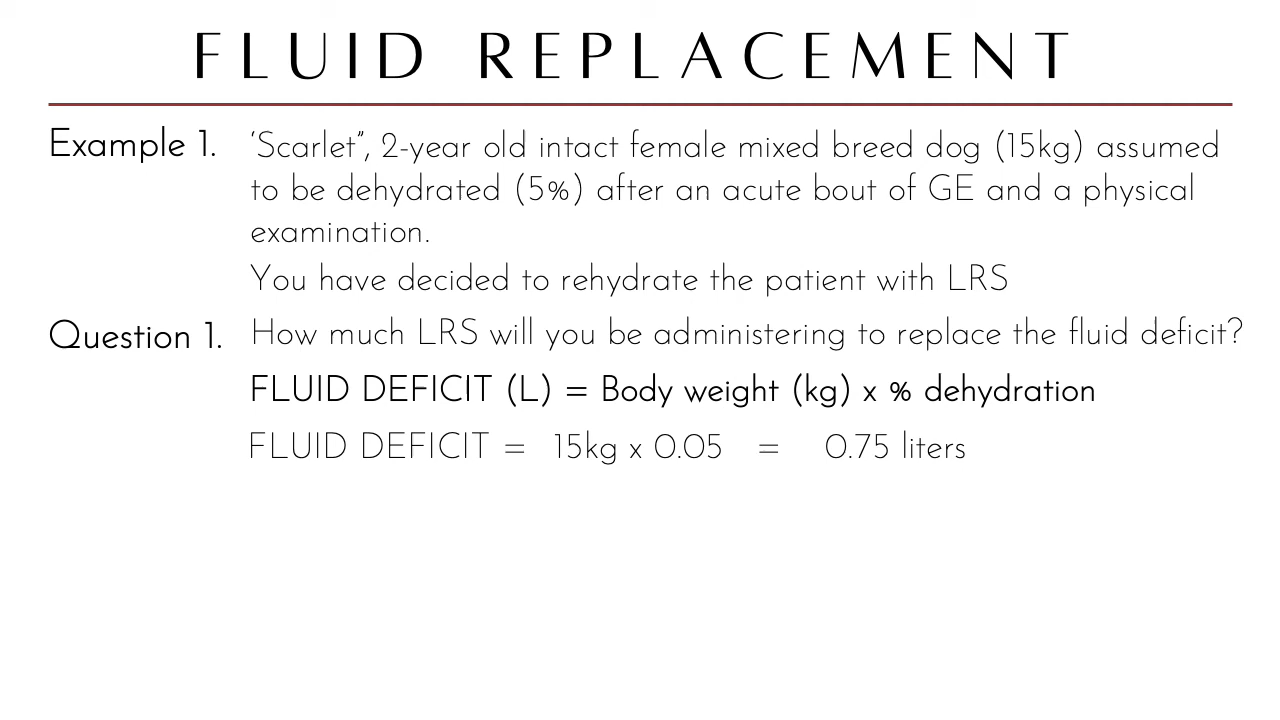 FLUID REPLACEMENT
Example 1. ‘Scarlet”, 2-year old intact female mixed breed dog (15kg) assumed
to be dehydrated (5%) after an acute bout of GE and a physical
examination.
You have decided to rehydrate the patient with LRS
Question 1. How much LRS will you be administering to replace the fluid deficit?
FLUID DEFICIT (L) = Body weight (kg) x % dehydration
FLUID DEFICIT = 15kg x 0.05 = 0.75 liters